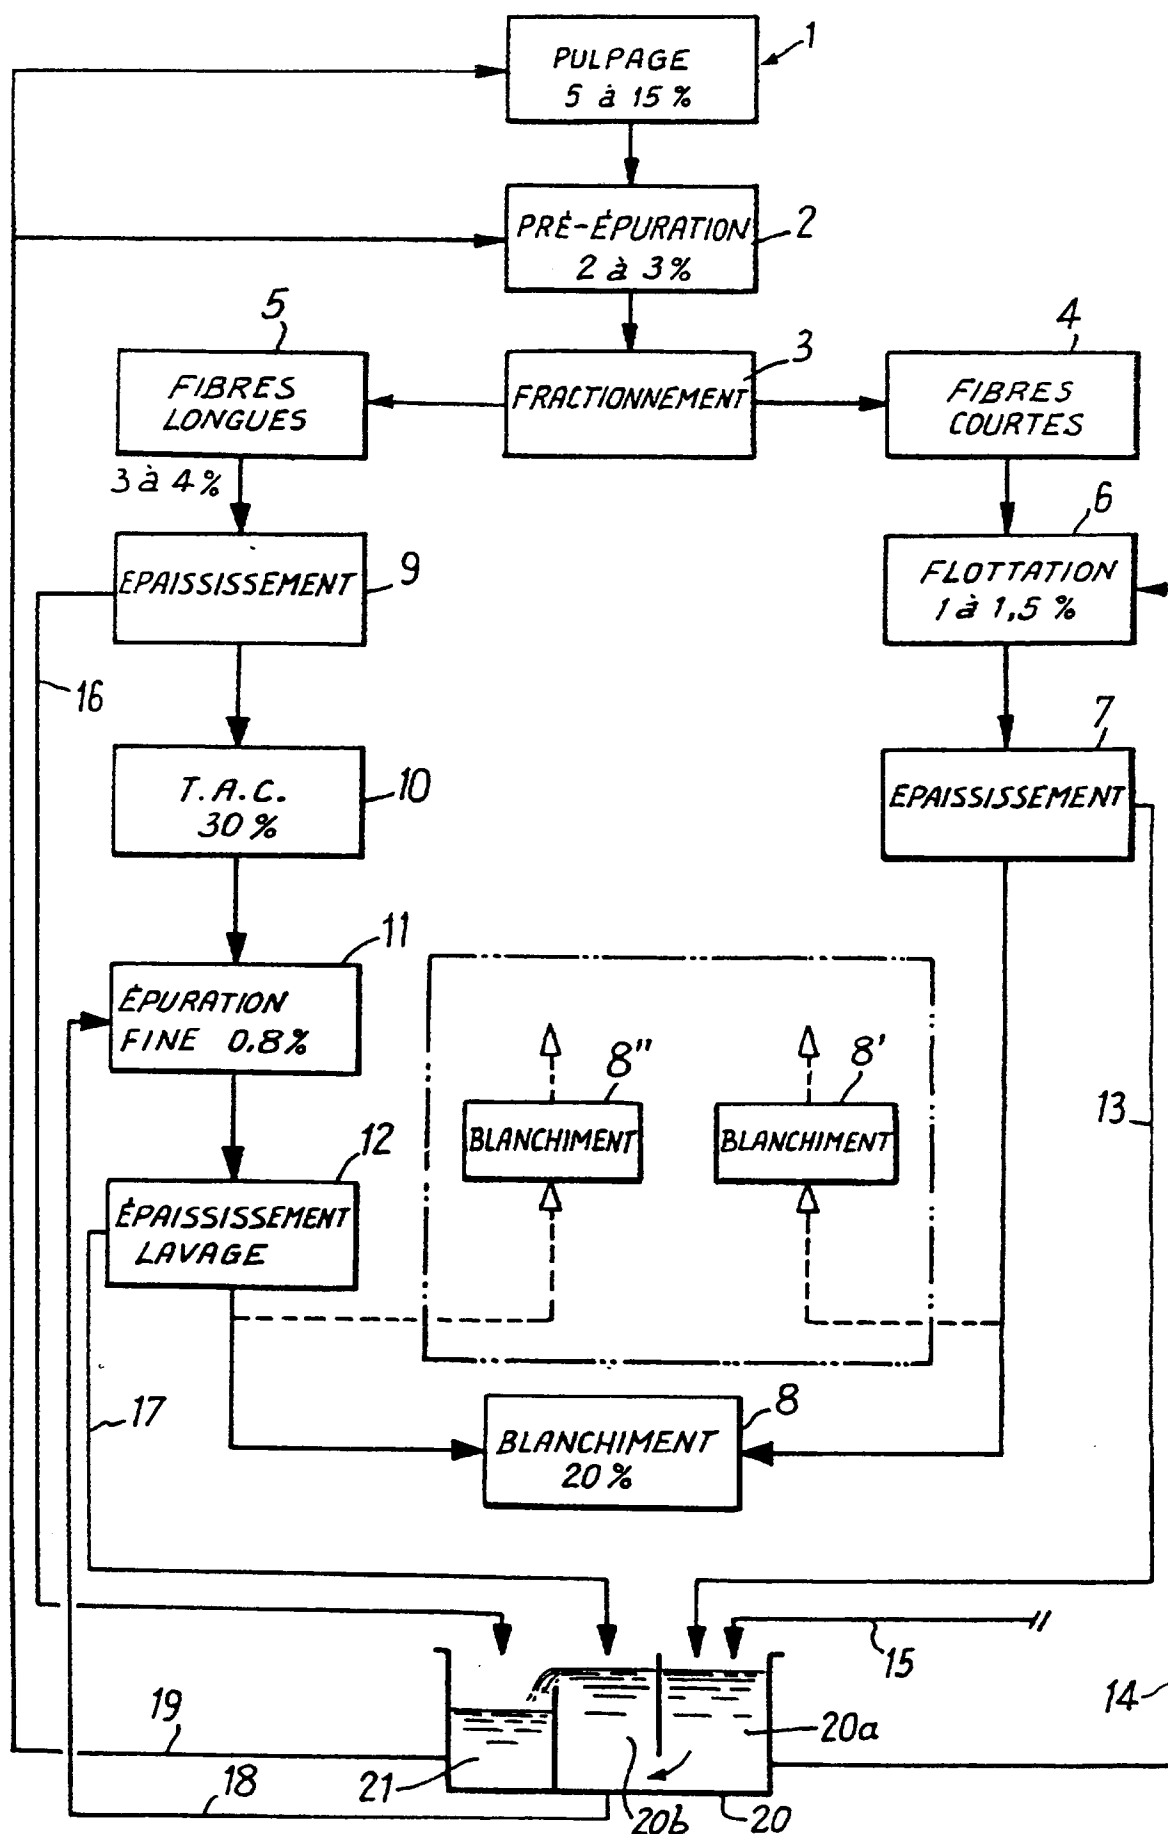 1
PULPAGE
5 à 15 %
2
PRÉ-ÉPURATION
2 à 3%
5
3
4
FIBRES
LONGUES
FRACTIONNEMENT
FIBRES
COURTES
3 à 4%
6
EPAISSISSEMENT
9
FLOTTATION
1 à 1,5 %
16
7
T.A.C.
30 %
10
EPAISSISSEMENT
11
ÉPURATION
FINE 0.8%
8"
8'
13
BLANCHIMENT
BLANCHIMENT
12
ÉPAISSISSEMENT
LAVAGE
17
8
BLANCHIMENT
20 %
15
14
19
20a
21
18
20b
20